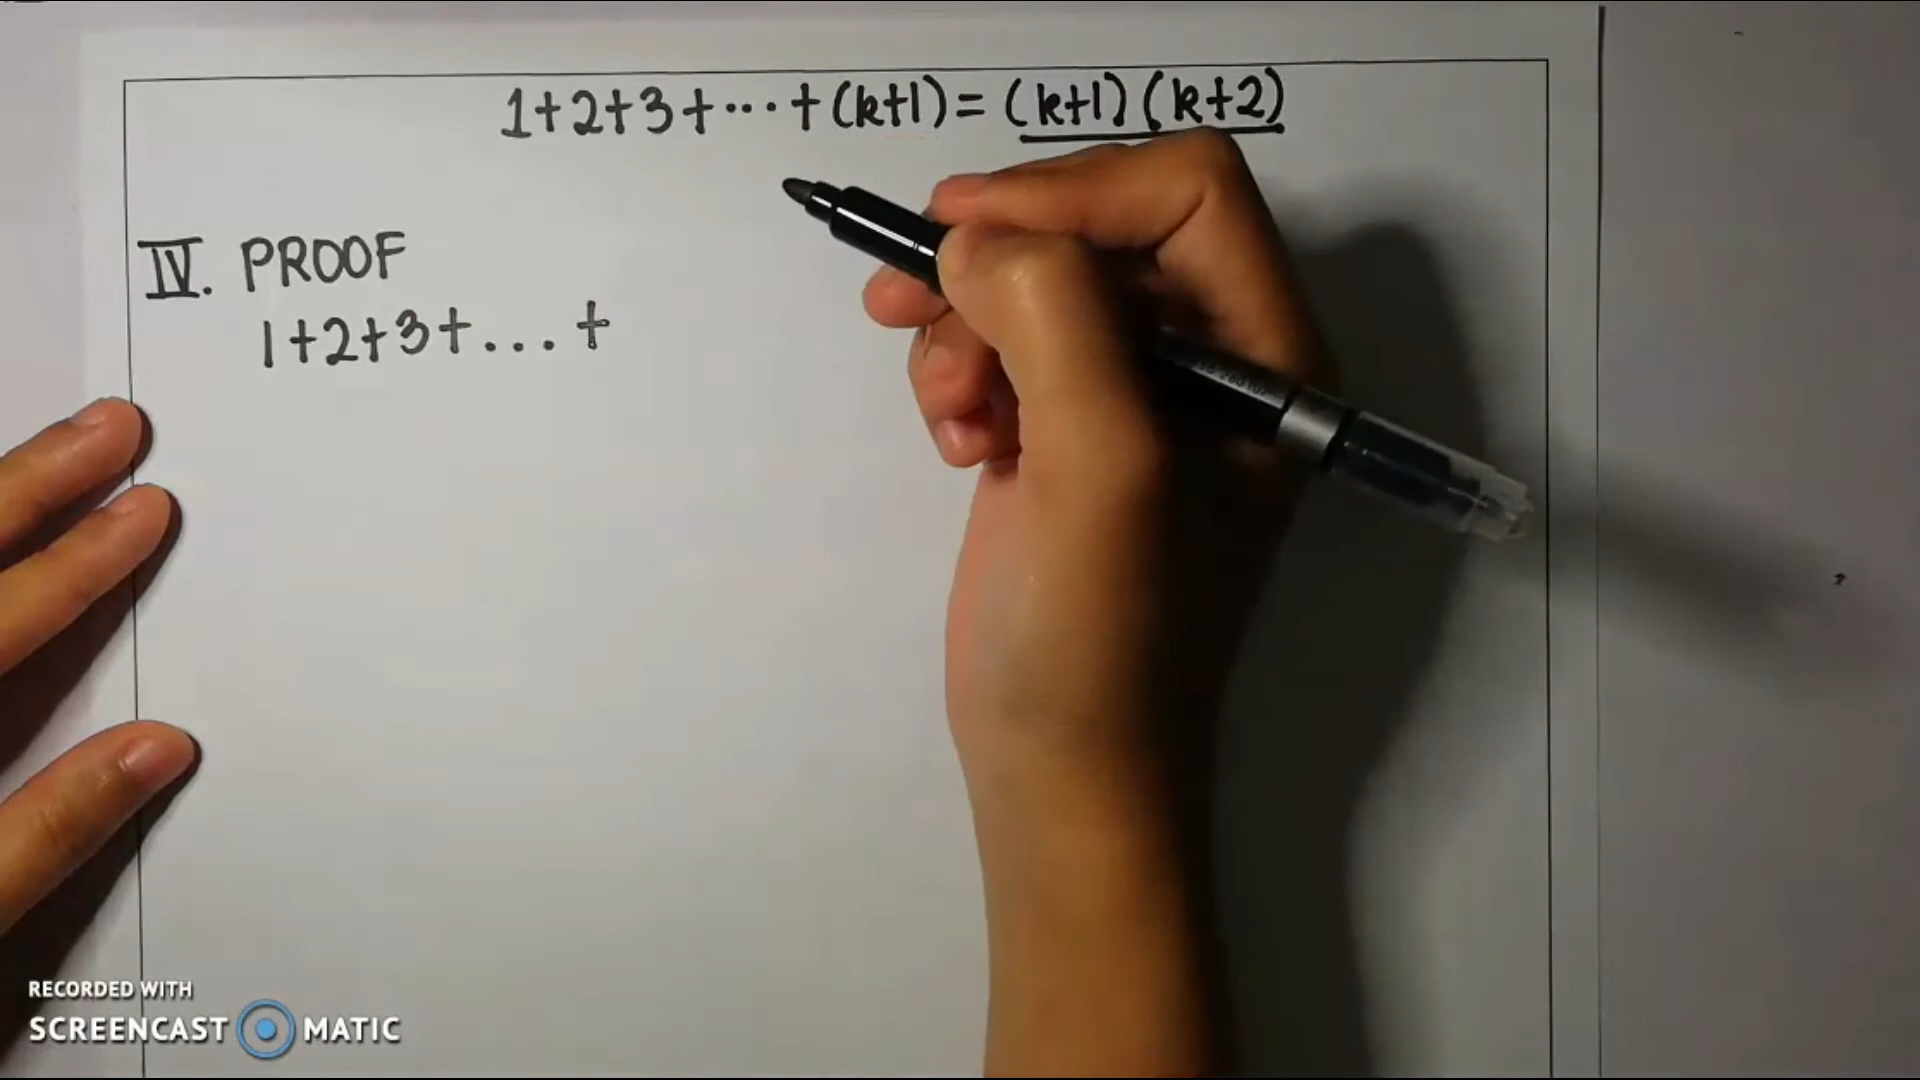 1+2+3+···+(k+1)=(k+1)(k+2)
IV. PROOF
1+2+3+...+
RECORDED WITH
SCREENCAST MATIC